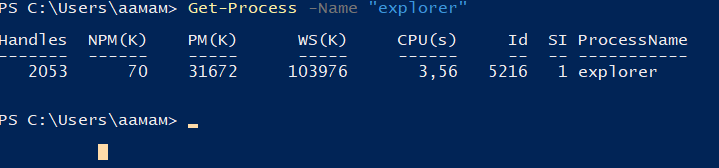 PS C:\Users\aamam> Get-Process -Name "explorer"
Handles NPM(K) PM(K) WS(K) CPU(s) Id SI ProcessName
------- ------ ----- ----- ------ -- -- -----------
2053 70 31672 103976 3,56 5216 1 explorer
PS C:\Users\aamam>